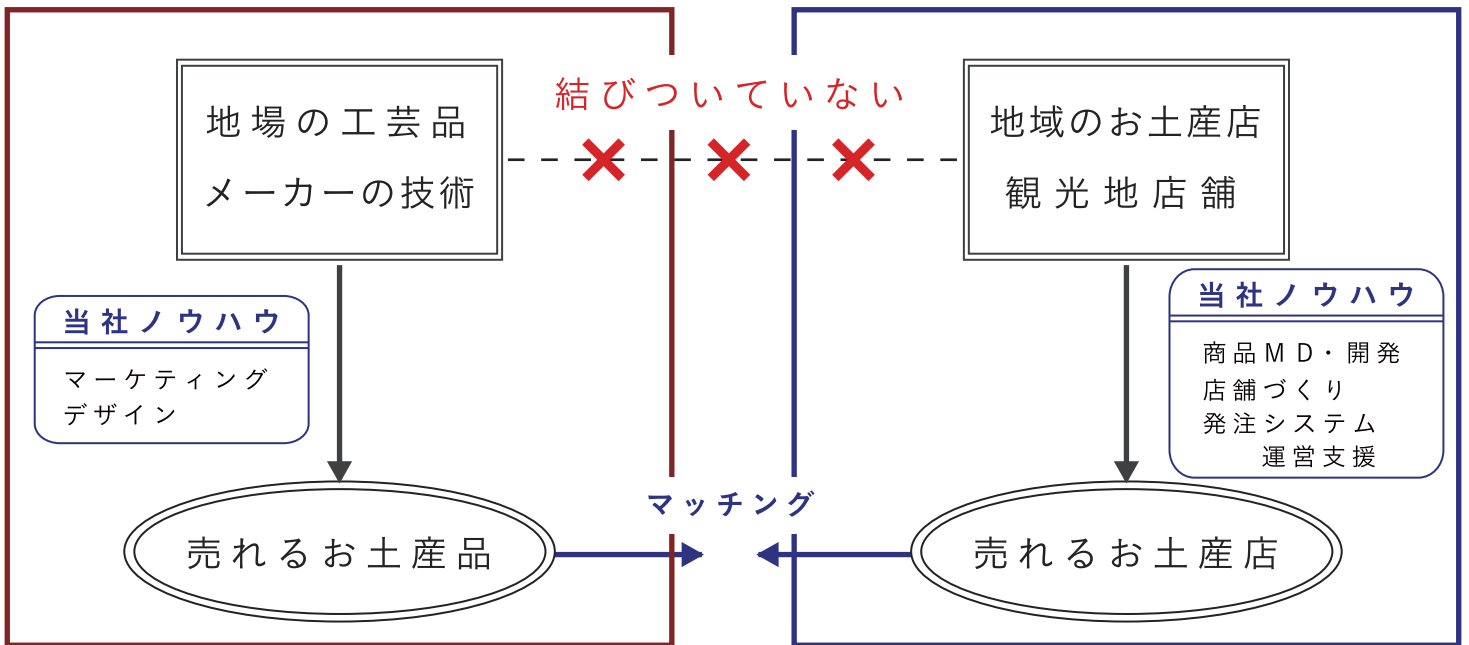 結びついていない
地場の工芸品
メーカーの技術
地域のお土産店
観光地店舗
当社ノウハウ
マーケティング
デザイン
当社ノウハウ
商品MD・開発
店舗づくり
発注システム
運営支援
マッチング
売れるお土産品
売れるお土産店